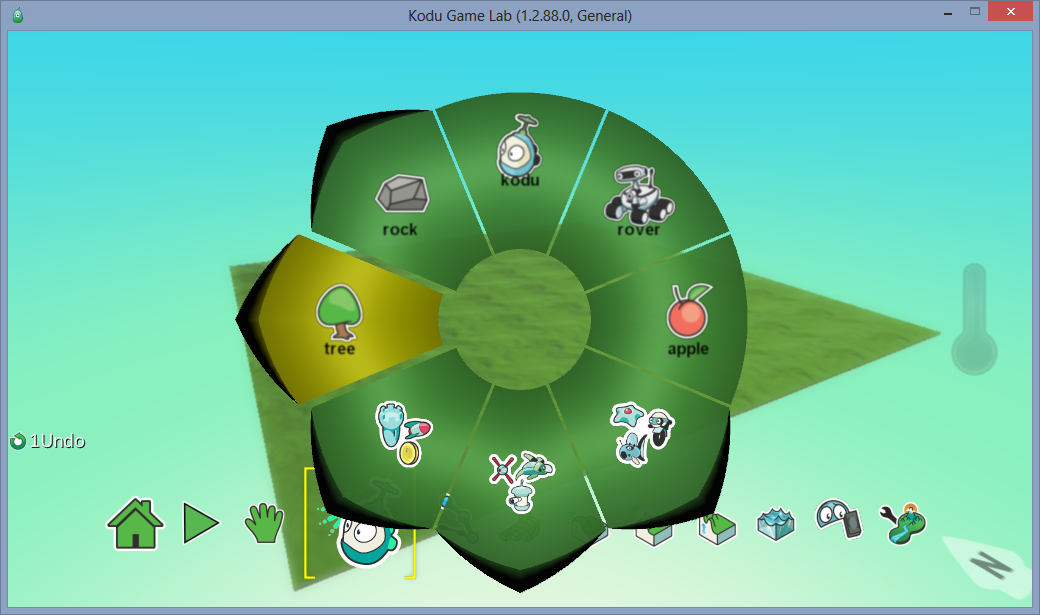 Kodu Game Lab (1.2.88.0, General)
kodu
rock
rover
tree
apple
1Undo
N